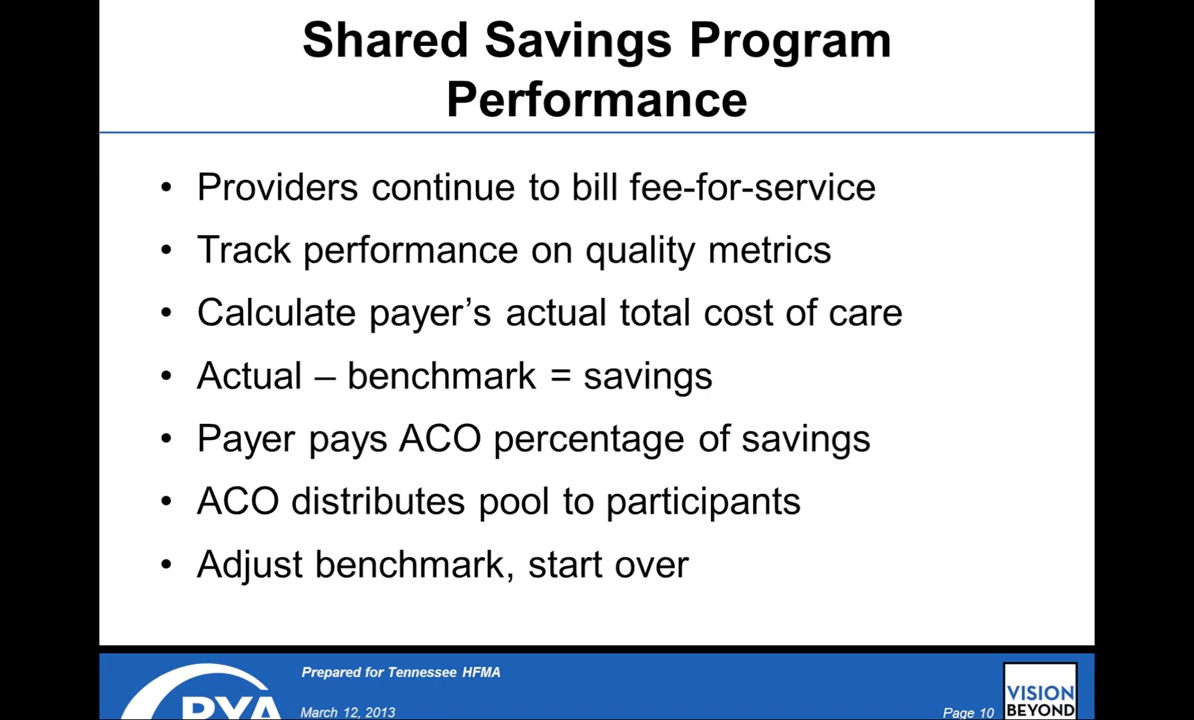 Shared Savings Program
Performance
• Providers continue to bill fee-for-service
• Track performance on quality metrics
• Calculate payer’s actual total cost of care
• Actual – benchmark = savings
• Payer pays ACO percentage of savings
• ACO distributes pool to participants
• Adjust benchmark, start over
Prepared for Tennessee HFMA
PYA
March 12, 2013
Page 10
VISION
BEYOND